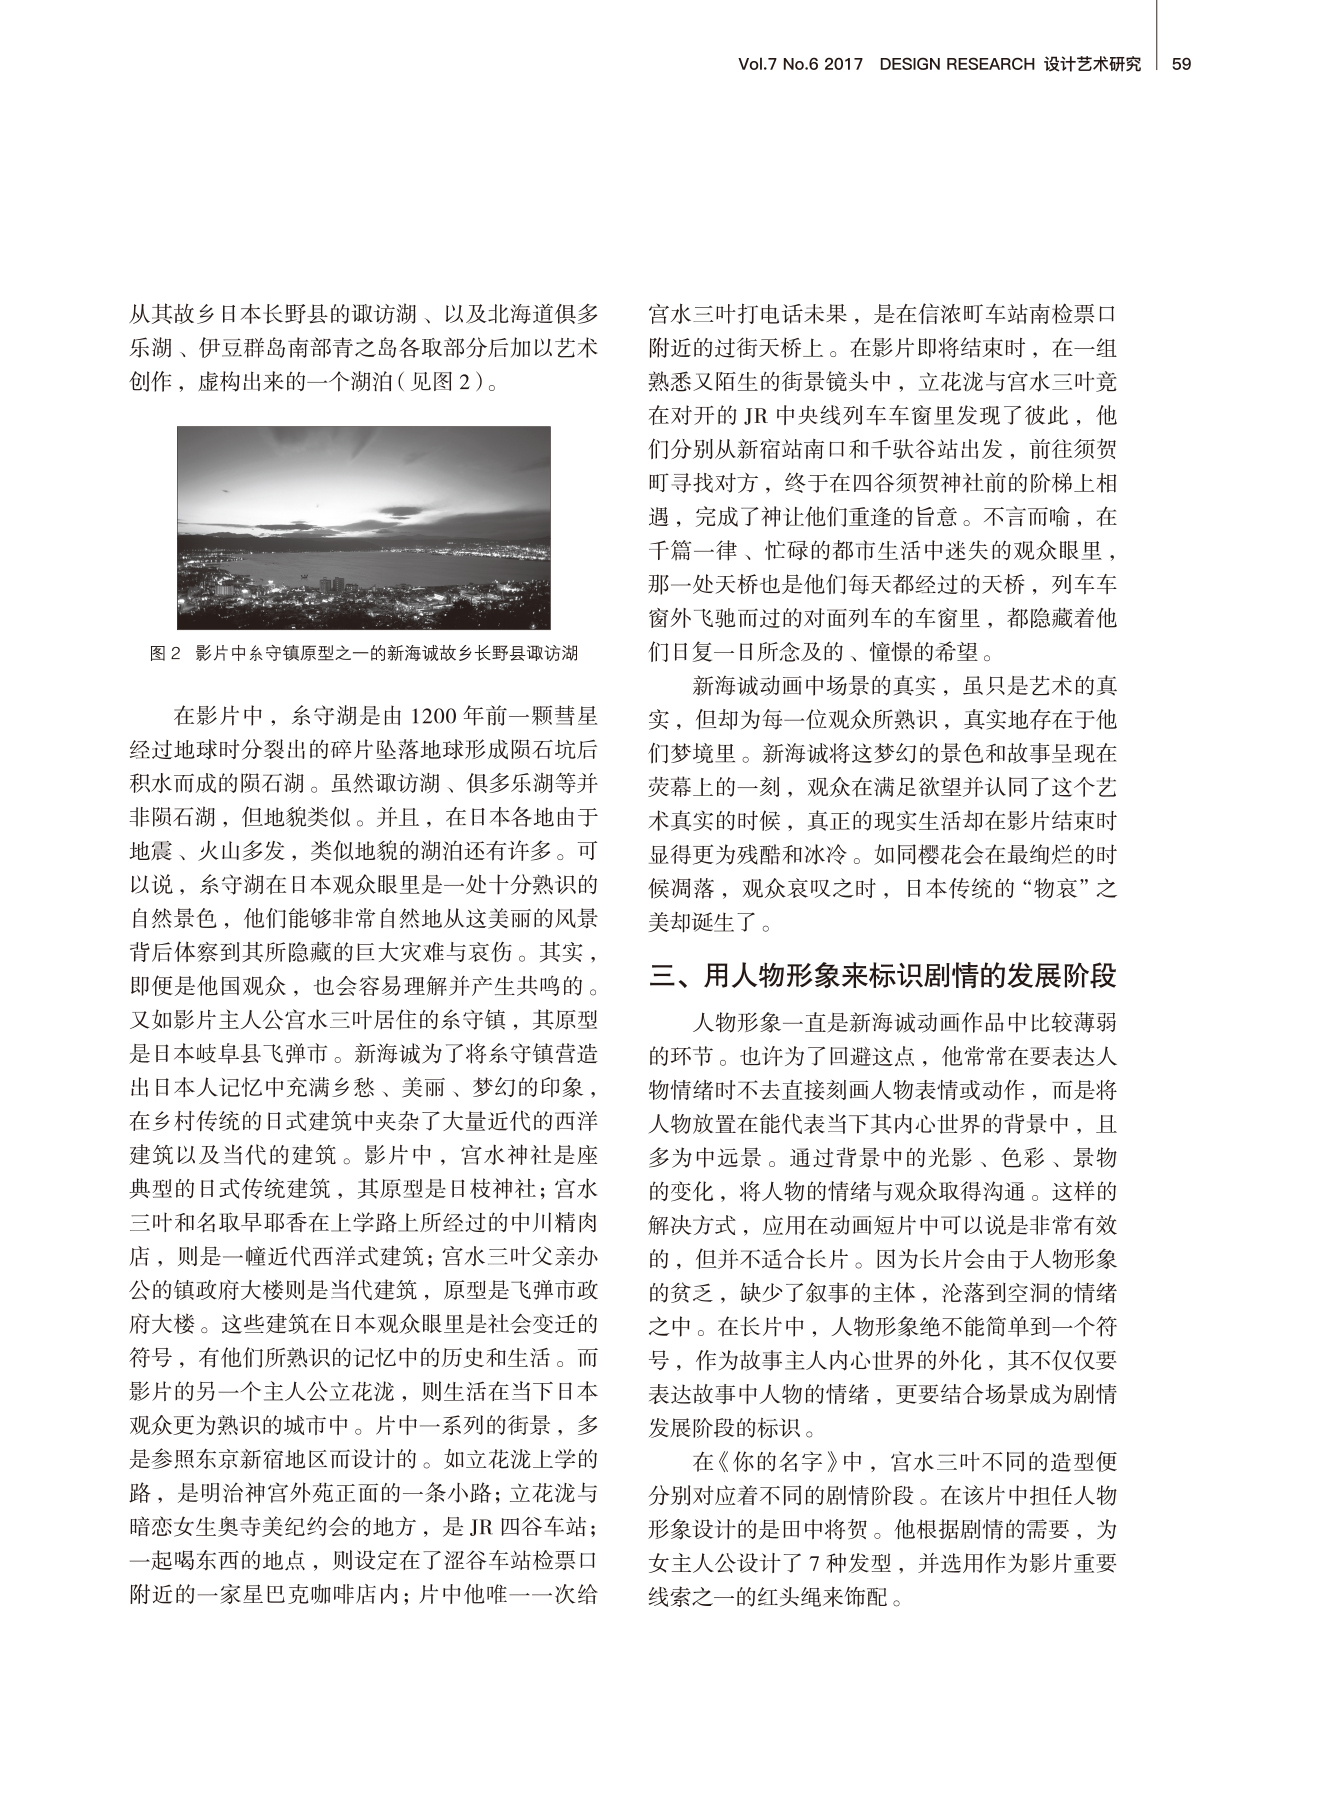 Vol.7 No.6 2017 DESIGN RESEARCH 设计艺术研究 59
从其故乡日本长野县的诹访湖、以及北海道俱多
乐湖、伊豆群岛南部青之岛各取部分后加以艺术
创作，虚构出来的一个湖泊（见图2）。
图2 影片中糸守镇原型之一的新海诚故乡长野县诹访湖
在影片中，糸守湖是由1200年前一颗彗星
经过地球时分裂出的碎片坠落地球形成陨石坑后
积水而成的陨石湖。虽然诹访湖、俱多乐湖等并
非陨石湖，但地貌类似。并且，在日本各地由于
地震、火山多发，类似地貌的湖泊还有许多。可
以说，糸守湖在日本观众眼里是一处十分熟识的
自然景色，他们能够非常自然地从这美丽的风景
背后体察到其所隐藏的巨大灾难与哀伤。其实，
即便是他国观众，也会容易理解并产生共鸣的。
又如影片主人公宫水三叶居住的糸守镇，其原型
是日本岐阜县飞弹市。新海诚为了将糸守镇营造
出日本人记忆中充满乡愁、美丽、梦幻的印象，
在乡村传统的日式建筑中夹杂了大量近代的西洋
建筑以及当代的建筑。影片中，宫水神社是座
典型的日式传统建筑，其原型是日枝神社；宫水
三叶和名取早耶香在上学路上所经过的中川精肉
店，则是一幢近代西洋式建筑；宫水三叶父亲办
公的镇政府大楼则是当代建筑，原型是飞弹市政
府大楼。这些建筑在日本观众眼里是社会变迁的
符号，有他们所熟识的记忆中的历史和生活。而
影片的另一个主人公立花泷，则生活在当下日本
观众更为熟识的城市中。片中一系列的街景，多
是参照东京新宿地区而设计的。如立花泷上学的
路，是明治神宫外苑正面的一条小路；立花泷与
暗恋女生奥寺美纪约会的地方，是JR四谷车站；
一起喝东西的地点，则设定在了涩谷车站检票口
附近的一家星巴克咖啡店内；片中他唯一一次给
宫水三叶打电话未果，是在信浓町车站南检票口
附近的过街天桥上。在影片即将结束时，在一组
熟悉又陌生的街景镜头中，立花泷与宫水三叶竟
在对开的JR中央线列车车窗里发现了彼此，他
们分别从新宿站南口和千驮谷站出发，前往须贺
町寻找对方，终于在四谷须贺神社前的阶梯上相
遇，完成了神让他们重逢的旨意。不言而喻，在
千篇一律、忙碌的都市生活中迷失的观众眼里，
那一处天桥也是他们每天都经过的天桥，列车车
窗外飞驰而过的对面列车的车窗里，都隐藏着他
们日复一日所念及的、憧憬的希望。
新海诚动画中场景的真实，虽只是艺术的真
实，但却为每一位观众所熟识，真实地存在于他
们梦境里。新海诚将这梦幻的景色和故事呈现在
荧幕上的一刻，观众在满足欲望并认同了这个艺
术真实的时候，真正的现实生活却在影片结束时
显得更为残酷和冰冷。如同樱花会在最绚烂的时
候凋落，观众哀叹之时，日本传统的“物哀”之
美却诞生了。
三、用人物形象来标识剧情的发展阶段
人物形象一直是新海诚动画作品中比较薄弱
的环节。也许为了回避这点，他常常在要表达人
物情绪时不去直接刻画人物表情或动作，而是将
人物放置在能代表当下其内心世界的背景中，且
多为中远景。通过背景中的光影、色彩、景物
的变化，将人物的情绪与观众取得沟通。这样的
解决方式，应用在动画短片中可以说是非常有效
的，但并不适合长片。因为长片会由于人物形象
的贫乏，缺少了叙事的主体，沦落到空洞的情绪
之中。在长片中，人物形象绝不能简单到一个符
号，作为故事主人内心世界的外化，其不仅仅要
表达故事中人物的情绪，更要结合场景成为剧情
发展阶段的标识。
在《你的名字》中，宫水三叶不同的造型便
分别对应着不同的剧情阶段。在该片中担任人物
形象设计的是田中将贺。他根据剧情的需要，为
女主人公设计了7种发型，并选用作为影片重要
线索之一的红头绳来饰配。